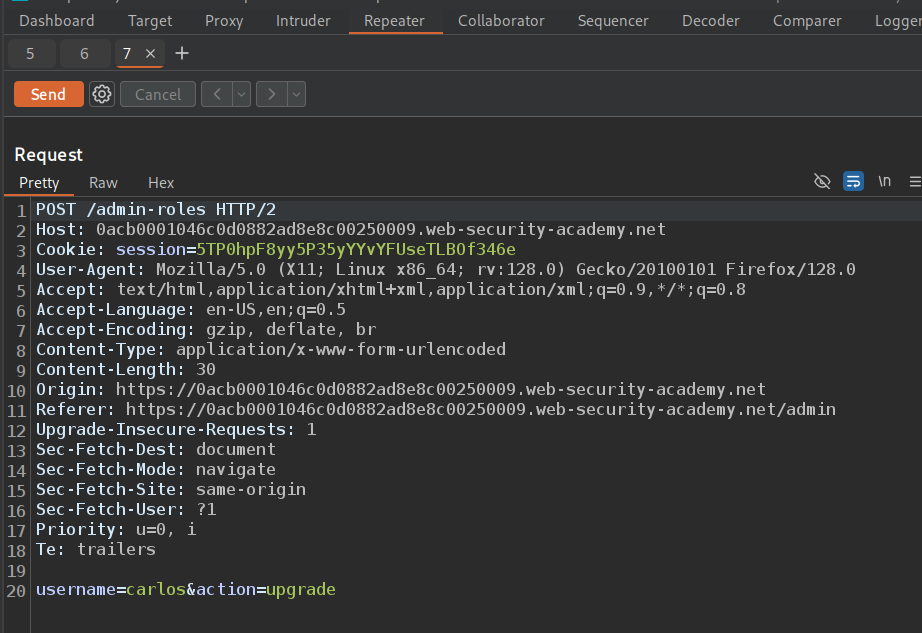 Dashboard Target Proxy Intruder Repeater Collaborator Sequencer Decoder Comparer Logger
5 6 7 × +
Send Cancel < >
Request
Pretty Raw Hex \n
1 POST /admin-roles HTTP/2
2 Host: 0acb0001046c0d0882ad8e8c00250009.web-security-academy.net
3 Cookie: session=5TP0hpF8yy5P35yYYvYFUseTLBOf346e
4 User-Agent: Mozilla/5.0 (X11; Linux x86_64; rv:128.0) Gecko/20100101 Firefox/128.0
5 Accept: text/html,application/xhtml+xml,application/xml;q=0.9,*/*;q=0.8
6 Accept-Language: en-US,en;q=0.5
7 Accept-Encoding: gzip, deflate, br
8 Content-Type: application/x-www-form-urlencoded
9 Content-Length: 30
10 Origin: https://0acb0001046c0d0882ad8e8c00250009.web-security-academy.net
11 Referer: https://0acb0001046c0d0882ad8e8c00250009.web-security-academy.net/admin
12 Upgrade-Insecure-Requests: 1
13 Sec-Fetch-Dest: document
14 Sec-Fetch-Mode: navigate
15 Sec-Fetch-Site: same-origin
16 Sec-Fetch-User: ?1
17 Priority: u=0, i
18 Te: trailers
19
20 username=carlos&action=upgrade